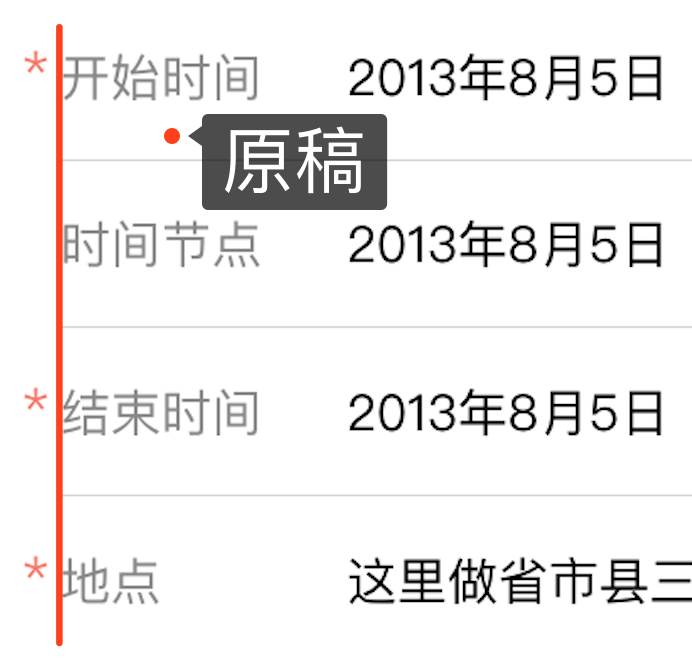 * 开始时间 2013年8月5日
原稿
时间节点 2013年8月5日
* 结束时间 2013年8月5日
* 地点 这里做省市县三